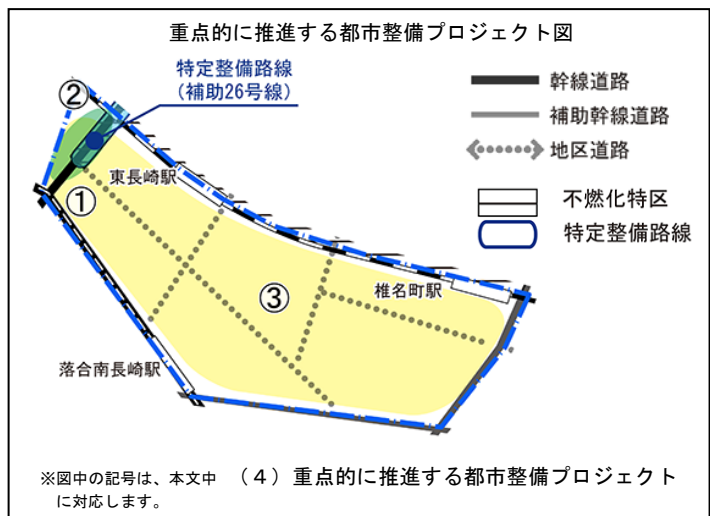 重点的に推進する都市整備プロジェクト図
特定整備路線
(補助26号線)
②
東長崎駅
①
③
椎名町駅
落合南長崎駅
幹線道路
補助幹線道路
地区道路
不燃化特区
特定整備路線
※図中の記号は、本文中 (4)重点的に推進する都市整備プロジェクト
に対応します。